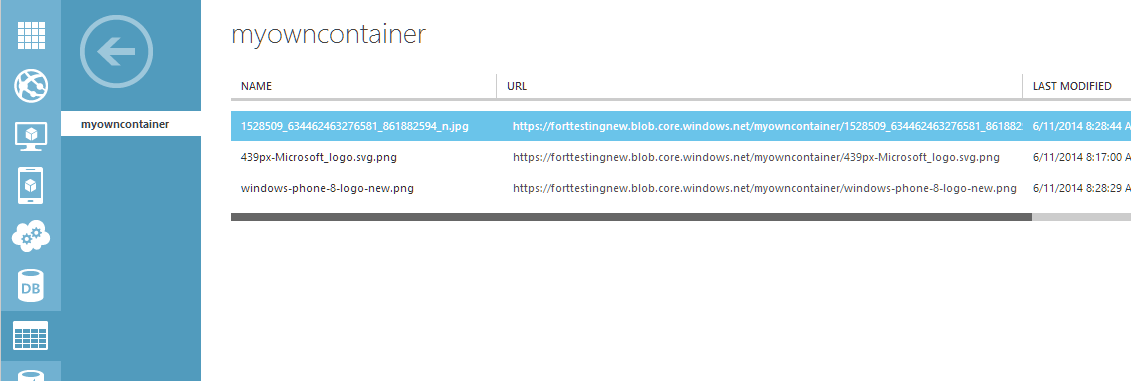 myowncontainer
NAME URL LAST MODIFIED
myowncontainer
1528509_634462463276581_861882594_n.jpg https://forttestingnew.blob.core.windows.net/myowncontainer/1528509_634462463276581_861882 6/11/2014 8:28:44 A
439px-Microsoft_logo.svg.png https://forttestingnew.blob.core.windows.net/myowncontainer/439px-Microsoft_logo.svg.png 6/11/2014 8:17:00 A
windows-phone-8-logo-new.png https://forttestingnew.blob.core.windows.net/myowncontainer/windows-phone-8-logo-new.png 6/11/2014 8:28:29 A
DB